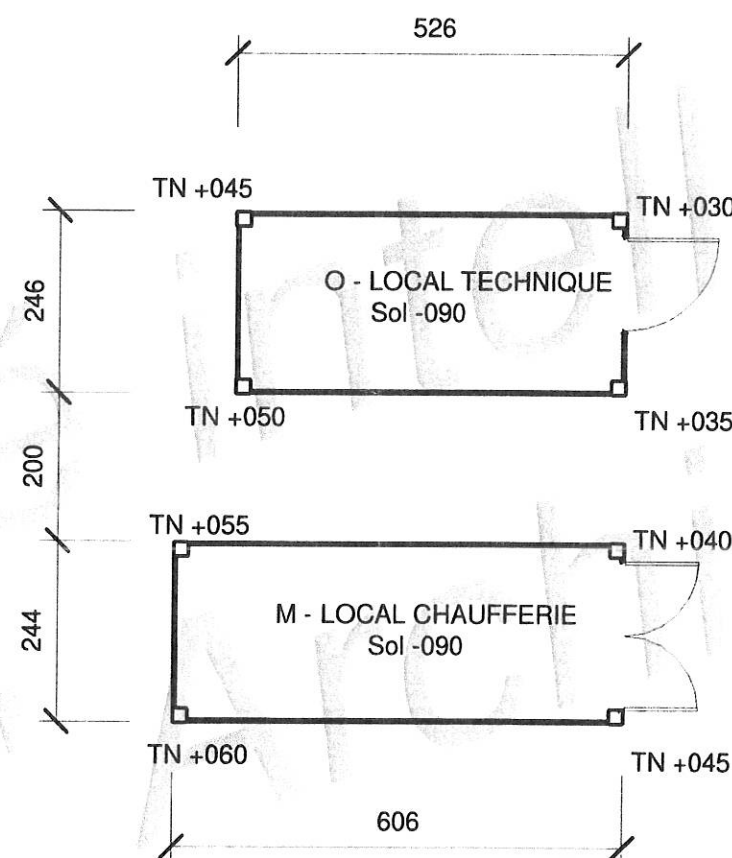 526
TN +045
TN +030
246
O - LOCAL TECHNIQUE
Sol -090
TN +050
TN +035
200
TN +055
TN +040
244
M - LOCAL CHAUFFERIE
Sol -090
TN +060
TN +045
606